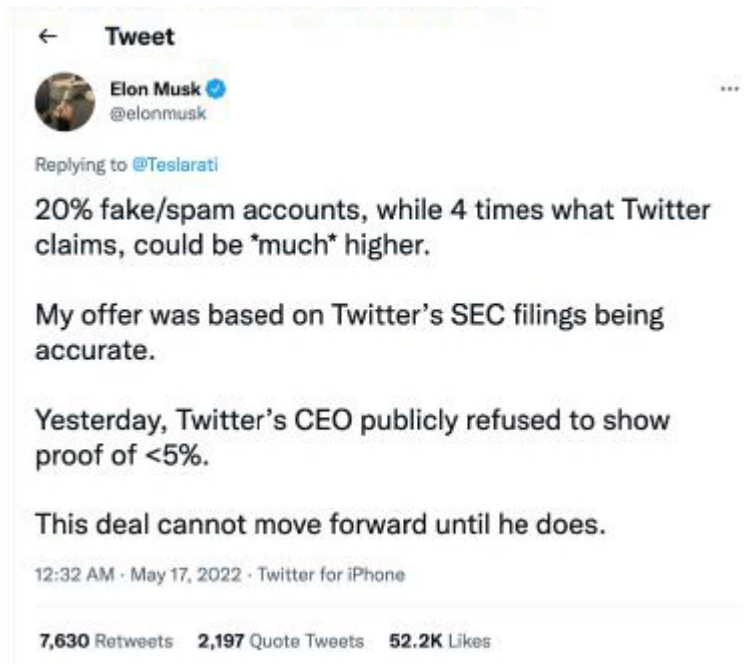 ← Tweet
Elon Musk
@elonmusk
...
Replying to @Teslarati
20% fake/spam accounts, while 4 times what Twitter
claims, could be *much* higher.
My offer was based on Twitter’s SEC filings being
accurate.
Yesterday, Twitter’s CEO publicly refused to show
proof of <5%.
This deal cannot move forward until he does.
12:32 AM · May 17, 2022 · Twitter for iPhone
7,630 Retweets 2,197 Quote Tweets 52.2K Likes